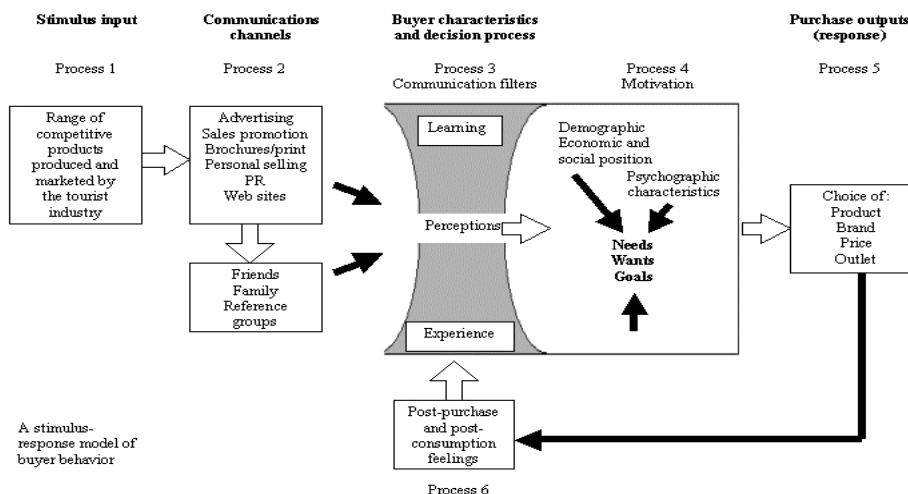 Stimulus input
Communications
channels
Buyer characteristics
and decision process
Purchase outputs
(response)
Process 1
Process 2
Process 3
Communication filters
Process 4
Motivation
Process 5
Range of
competitive
products
produced and
marketed by
the tourist
industry
Advertising
Sales promotion
Brochures/print
Personal selling
PR
Web sites
Friends
Family
Reference
groups
Learning
Perceptions
Experience
Demographic
Economic and
social position
Psychographic
characteristics
Needs
Wants
Goals
Choice of:
Product
Brand
Price
Outlet
Post-purchase
and post-
consumption
feelings
Process 6
A stimulus-
response model of
buyer behavior